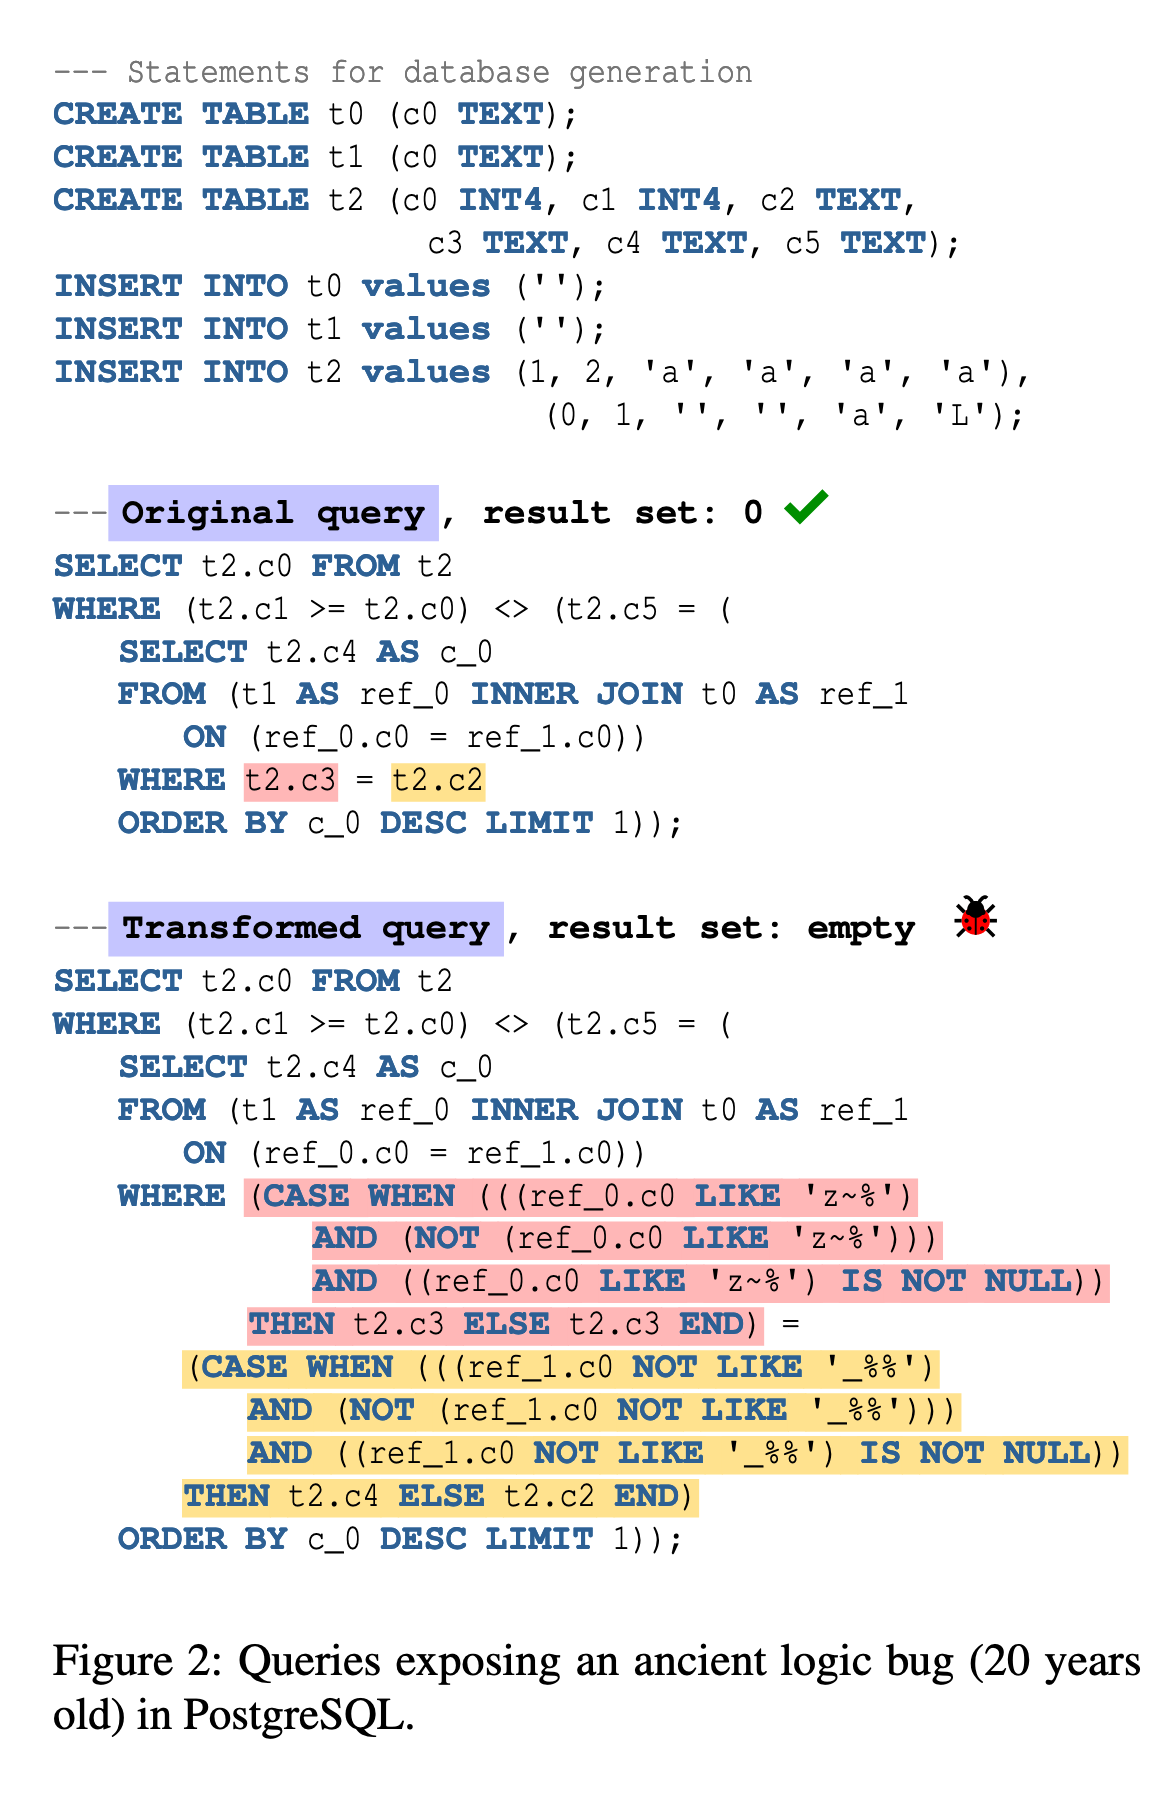 --- Statements for database generation
CREATE TABLE t0 (c0 TEXT);
CREATE TABLE t1 (c0 TEXT);
CREATE TABLE t2 (c0 INT4, c1 INT4, c2 TEXT,
c3 TEXT, c4 TEXT, c5 TEXT);
INSERT INTO t0 values ('');
INSERT INTO t1 values ('');
INSERT INTO t2 values (1, 2, 'a', 'a', 'a', 'a'),
(0, 1, '', '', 'a', 'L');
--- Original query, result set: 0
SELECT t2.c0 FROM t2
WHERE (t2.c1 >= t2.c0) <> (t2.c5 = (
SELECT t2.c4 AS c_0
FROM (t1 AS ref_0 INNER JOIN t0 AS ref_1
ON (ref_0.c0 = ref_1.c0))
WHERE t2.c3 = t2.c2
ORDER BY c_0 DESC LIMIT 1));
--- Transformed query, result set: empty
SELECT t2.c0 FROM t2
WHERE (t2.c1 >= t2.c0) <> (t2.c5 = (
SELECT t2.c4 AS c_0
FROM (t1 AS ref_0 INNER JOIN t0 AS ref_1
ON (ref_0.c0 = ref_1.c0))
WHERE (CASE WHEN (((ref_0.c0 LIKE 'z~%')
AND (NOT (ref_0.c0 LIKE 'z~%')))
AND ((ref_0.c0 LIKE 'z~%') IS NOT NULL))
THEN t2.c3 ELSE t2.c3 END) =
(CASE WHEN (((ref_1.c0 NOT LIKE '_%%')
AND (NOT (ref_1.c0 NOT LIKE '_%%')))
AND ((ref_1.c0 NOT LIKE '_%%') IS NOT NULL))
THEN t2.c4 ELSE t2.c2 END)
ORDER BY c_0 DESC LIMIT 1));
Figure 2: Queries exposing an ancient logic bug (20 years
old) in PostgreSQL.